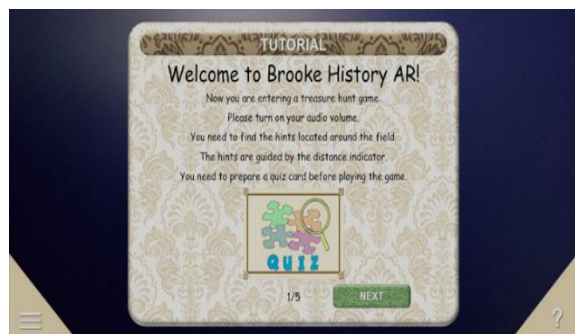 TUTORIAL
Welcome to Brooke History AR!
Now you are entering a treasure hunt game.
Please turn on your audio volume.
You need to find the hints located around the field.
The hints are guided by the distance indicator.
You need to prepare a quiz card before playing the game.
QUIZ
1/5
NEXT
?